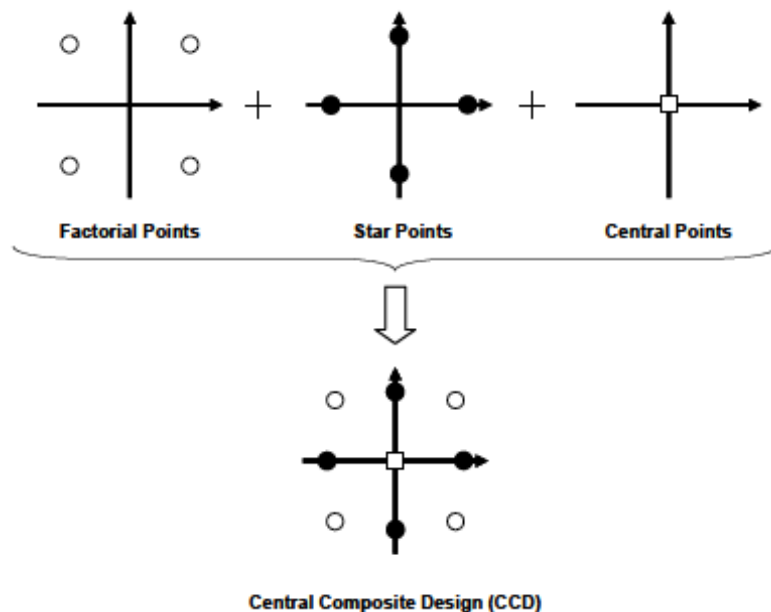 Factorial Points
Star Points
Central Points
Central Composite Design (CCD)